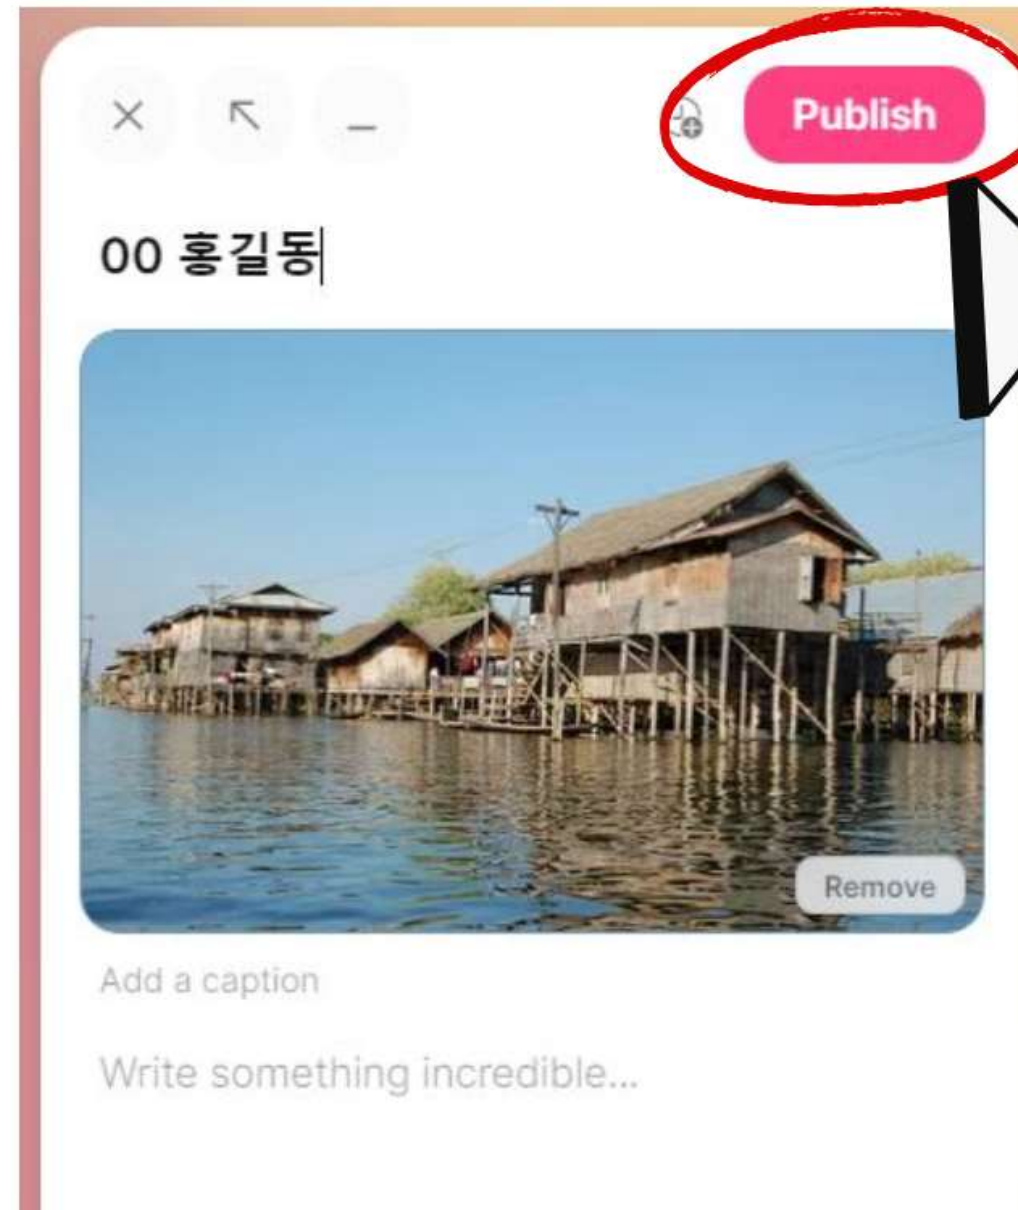 Publish
00 홍길동
Remove
Add a caption
Write something incredible...